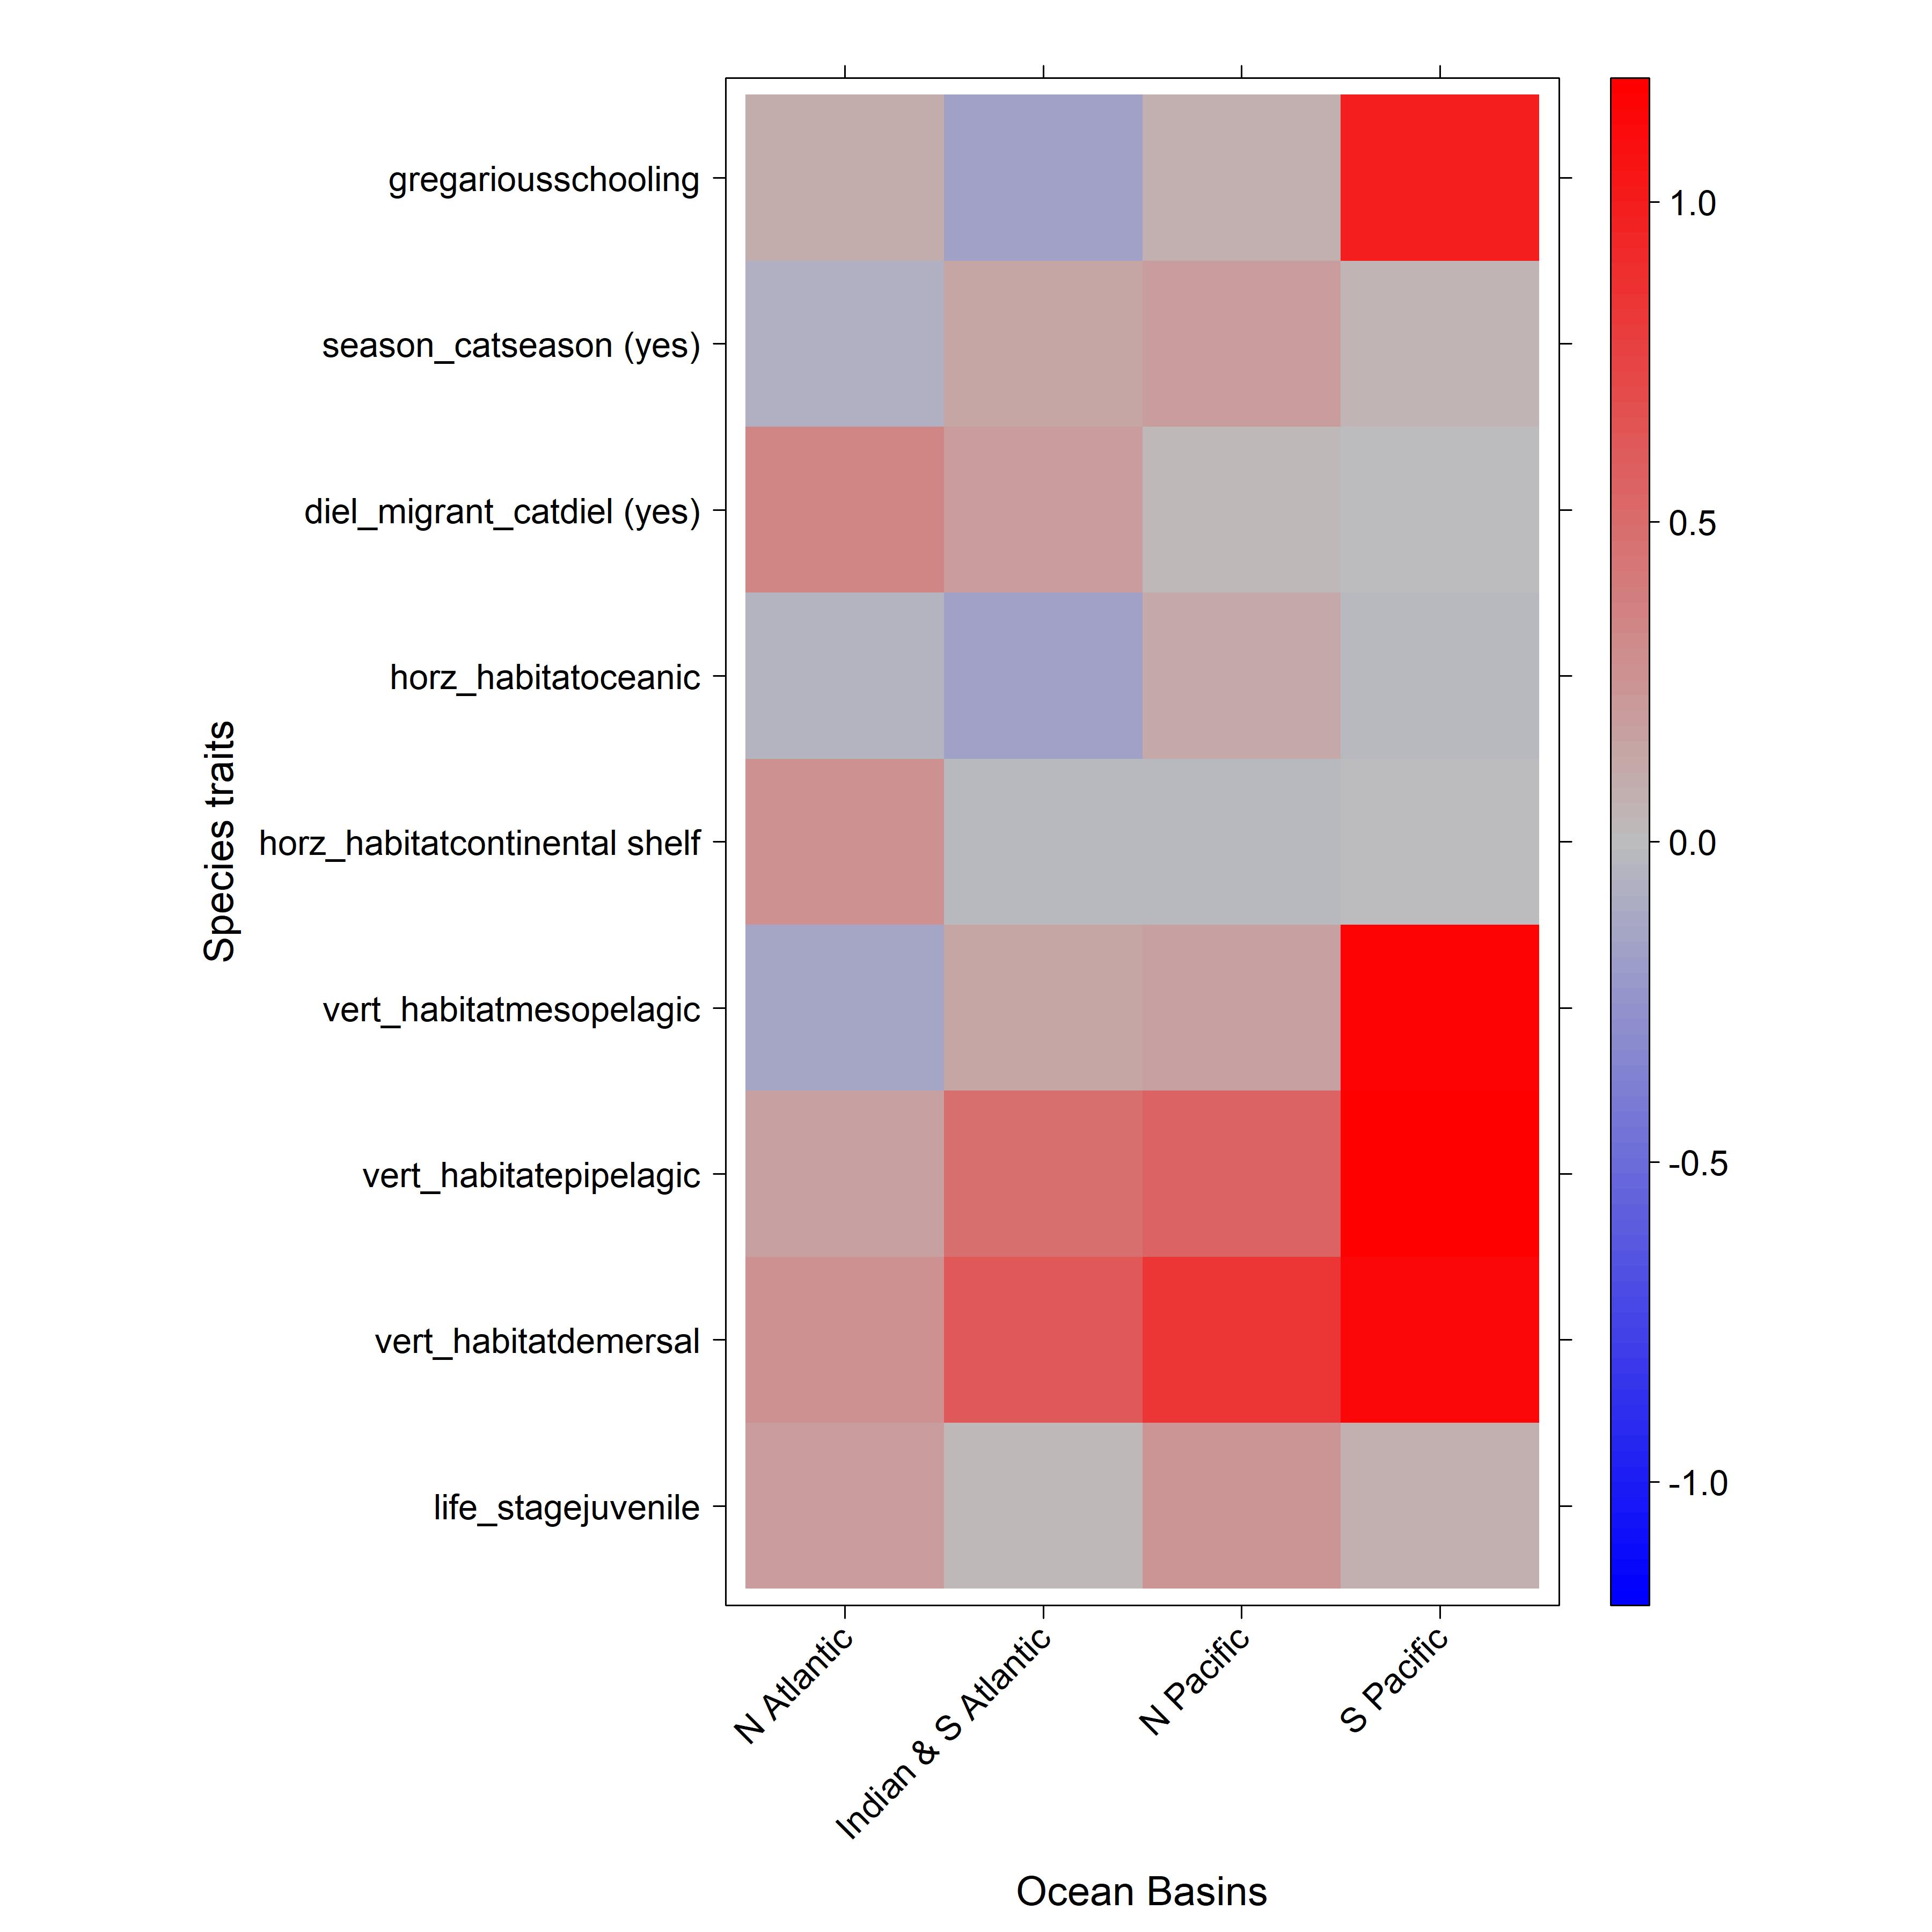 gregariousschooling
season_catseason (yes)
diel_migrant_catdiel (yes)
horz_habitatoceanic
horz_habitatcontinental shelf
vert_habitatmesopelagic
vert_habitatepipelagic
vert_habitatdemersal
life_stagejuvenile
Species traits
N Atlantic
Indian & S Atlantic
N Pacific
S Pacific
Ocean Basins
1.0
0.5
0.0
-0.5
-1.0